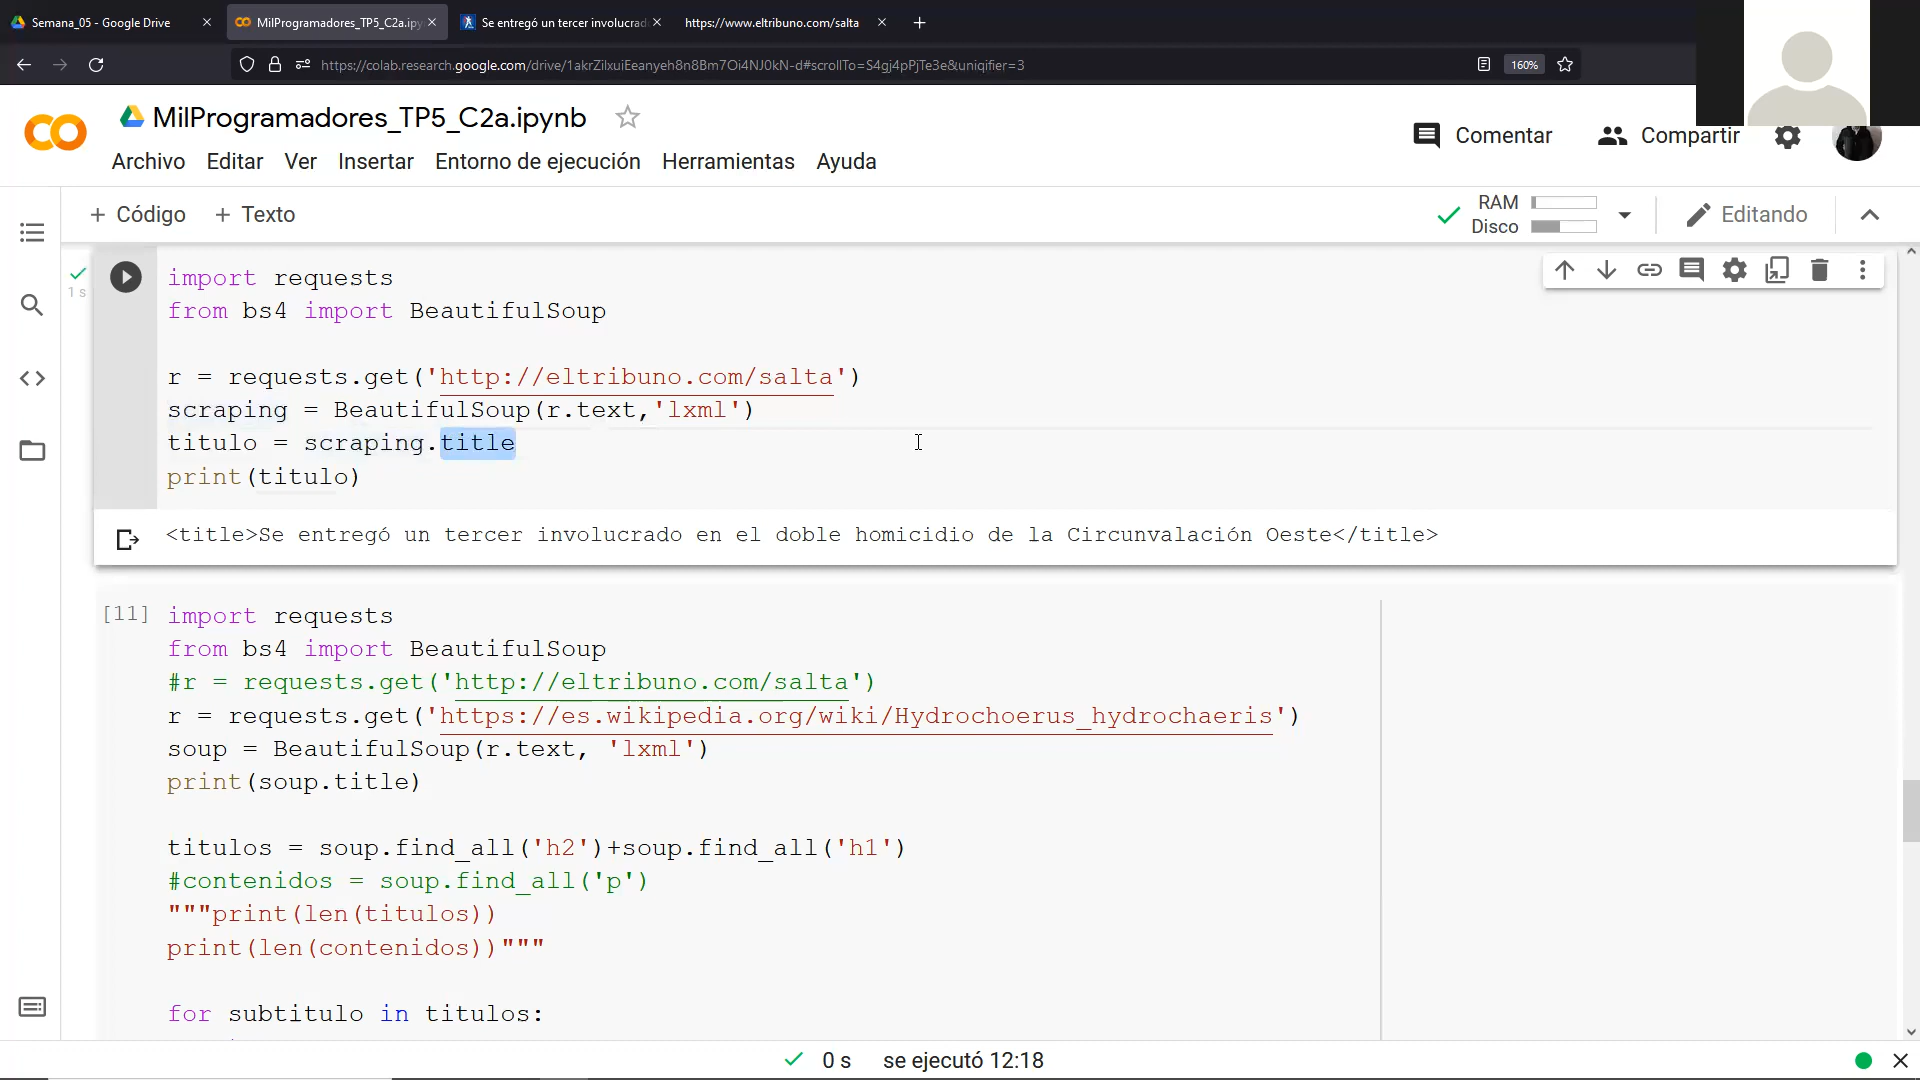 Semana_05 - Google Drive
MilProgramadores_TP5_C2a.ipy
Se entregó un tercer involucrad
https://www.eltribuno.com/salta
https://colab.research.google.com/drive/1akrZilxuiEeanyeh8n8Bm7Oi4NJ0kN-d#scrollTo=S4gj4pPjTe3e&uniqifier=3
160%
CO
MilProgramadores_TP5_C2a.ipynb
Comentar
Compartir
Archivo Editar Ver Insertar Entorno de ejecución Herramientas Ayuda
+ Código + Texto
RAM
Disco
Editando
1 s
import requests
from bs4 import BeautifulSoup
r = requests.get('http://eltribuno.com/salta')
scraping = BeautifulSoup(r.text,'lxml')
titulo = scraping.title
print(titulo)
<title>Se entregó un tercer involucrado en el doble homicidio de la Circunvalación Oeste</title>
[11]
import requests
from bs4 import BeautifulSoup
#r = requests.get('http://eltribuno.com/salta')
r = requests.get('https://es.wikipedia.org/wiki/Hydrochoerus_hydrochaeris')
soup = BeautifulSoup(r.text, 'lxml')
print(soup.title)
titulos = soup.find_all('h2')+soup.find_all('h1')
#contenidos = soup.find_all('p')
"""print(len(titulos))
print(len(contenidos))"""
for subtitulo in titulos:
0 s se ejecutó 12:18